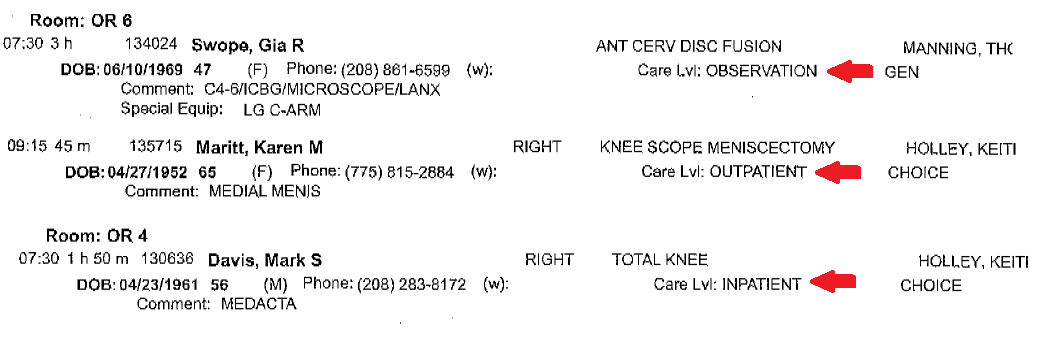 Room: OR 6
07:30 3 h 134024 Swope, Gia R ANT CERV DISC FUSION MANNING, THO
DOB: 06/10/1969 47 (F) Phone: (208) 861-6599 (w): Care Lvl: OBSERVATION GEN
Comment: C4-6/ICBG/MICROSCOPE/LANX
Special Equip: LG C-ARM
09:15 45 m 135715 Maritt, Karen M RIGHT KNEE SCOPE MENISCECTOMY HOLLEY, KEITI
DOB: 04/27/1952 65 (F) Phone: (775) 815-2884 (w): Care Lvl: OUTPATIENT CHOICE
Comment: MEDIAL MENIS
Room: OR 4
07:30 1 h 50 m 130636 Davis, Mark S RIGHT TOTAL KNEE HOLLEY, KEITI
DOB: 04/23/1961 56 (M) Phone: (208) 283-8172 (w): Care Lvl: INPATIENT CHOICE
Comment: MEDACTA